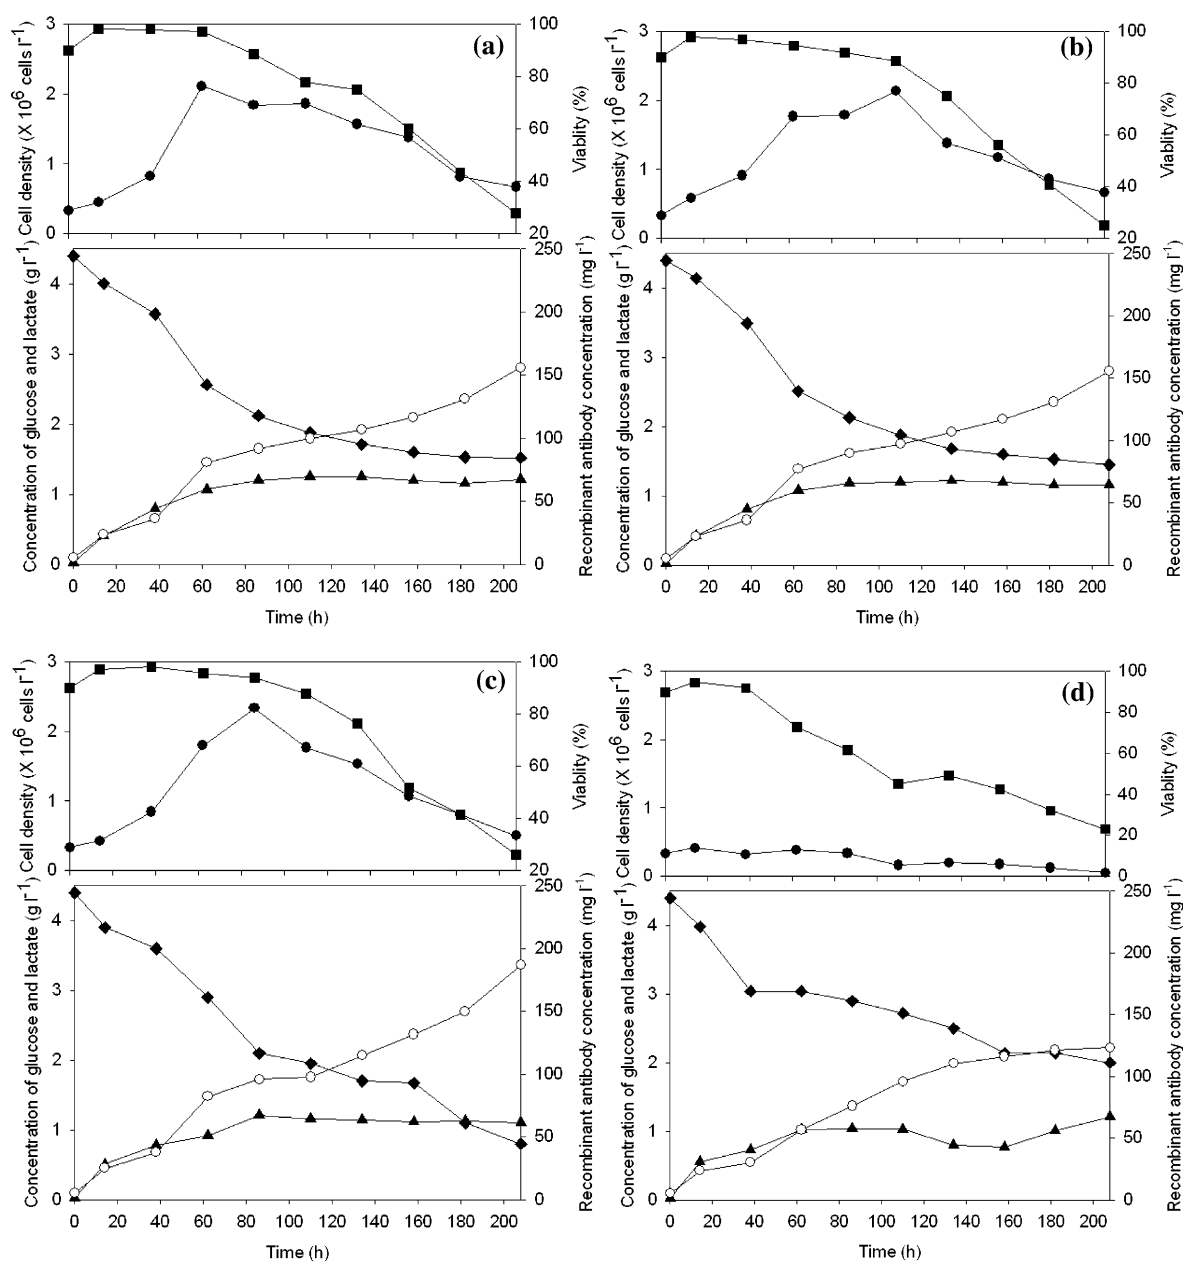 (a)
3
2
1
0
100
80
60
40
20
Cell density (X 10⁶ cells l⁻¹)
Viablity (%)
4
3
2
1
0
250
200
150
100
50
0
0 20 40 60 80 100 120 140 160 180 200
Concentration of glucose and lactate (g l⁻¹)
Recombinant antibody concentration (mg l⁻¹)
Time (h)
(b)
3
2
1
0
100
80
60
40
20
Cell density (X 10⁶ cells l⁻¹)
Viablity (%)
4
3
2
1
0
250
200
150
100
50
0
0 20 40 60 80 100 120 140 160 180 200
Concentration of glucose and lactate (g l⁻¹)
Recombinant antibody concentration (mg l⁻¹)
Time (h)
(c)
3
2
1
0
100
80
60
40
20
Cell density (X 10⁶ cells l⁻¹)
Viablity (%)
4
3
2
1
0
250
200
150
100
50
0
0 20 40 60 80 100 120 140 160 180 200
Concentration of glucose and lactate (g l⁻¹)
Recombinant antibody concentration (mg l⁻¹)
Time (h)
(d)
3
2
1
0
100
80
60
40
20
0
Cell density (X 10⁶ cells l⁻¹)
Viablity (%)
4
3
2
1
0
250
200
150
100
50
0
0 20 40 60 80 100 120 140 160 180 200
Concentration of glucose and lactate (g l⁻¹)
Recombinant antibody concentration (mg l⁻¹)
Time (h)